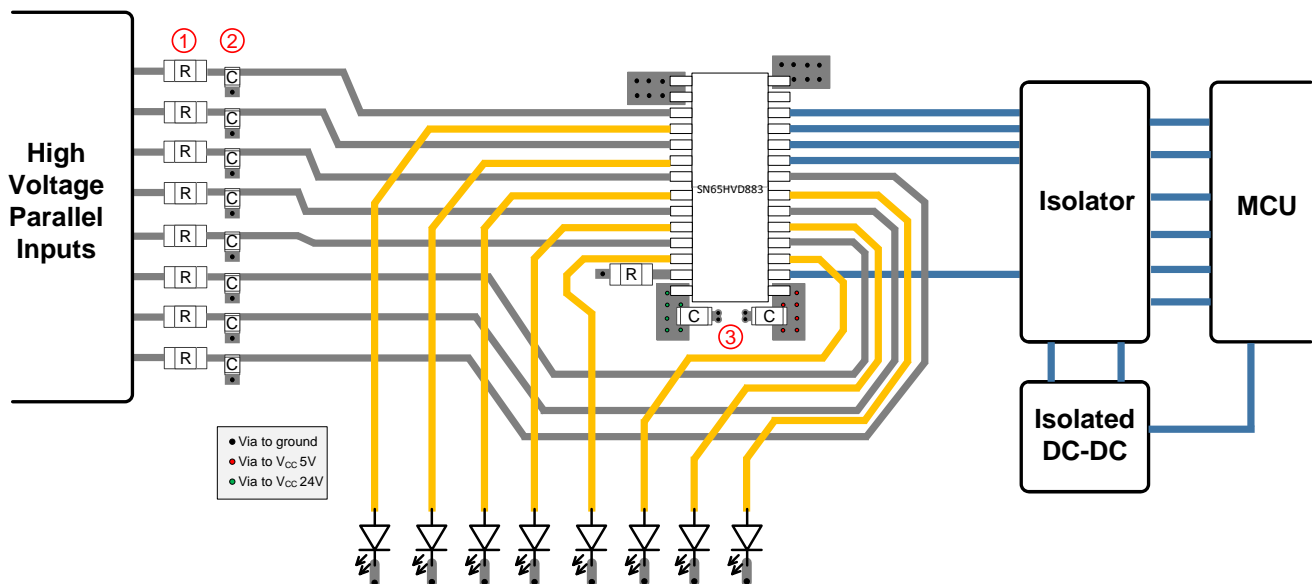 High
Voltage
Parallel
Inputs
1
2
R
C
R
C
R
C
R
C
R
C
R
C
R
C
R
C
SN65HVD883
R
C
C
3
Isolator
MCU
Isolated
DC-DC
Via to ground
Via to VCC 5V
Via to VCC 24V